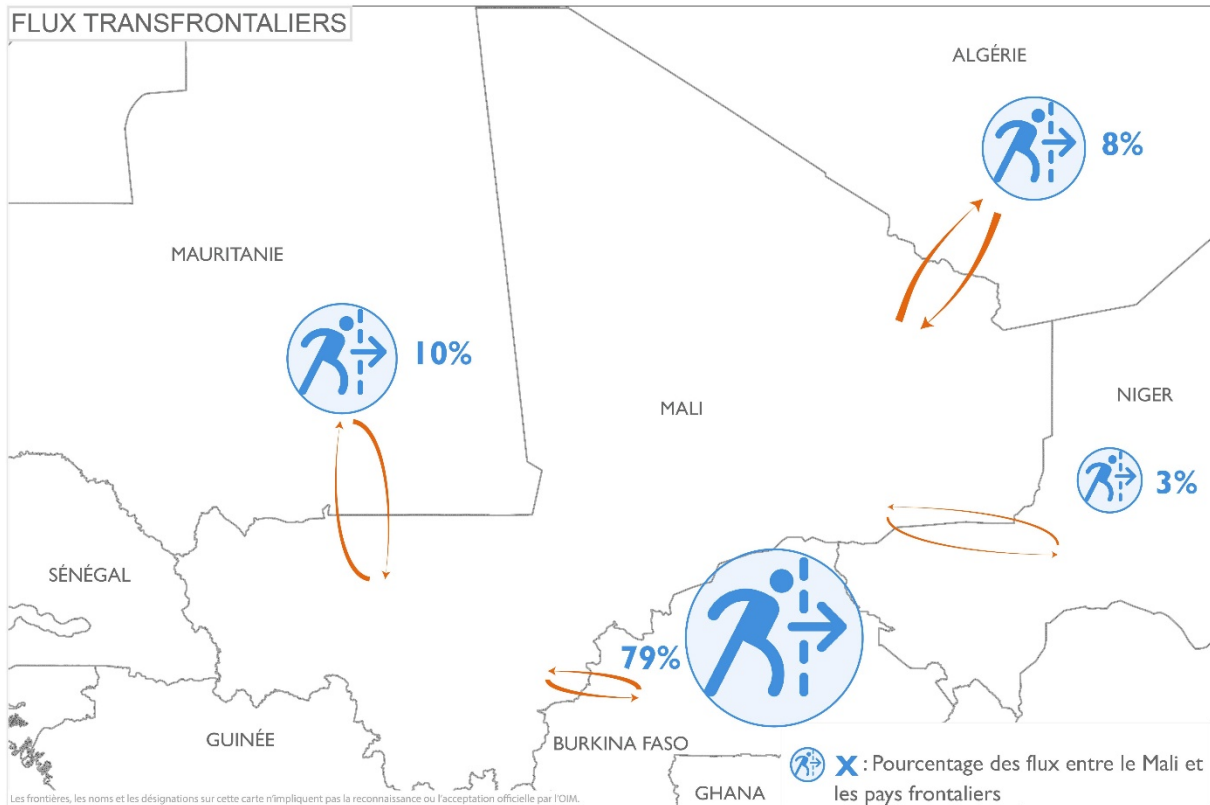 FLUX TRANSFRONTALIERS
ALGÉRIE
8%
MAURITANIE
10%
MALI
NIGER
3%
SÉNÉGAL
79%
GUINÉE
BURKINA FASO
GHANA
X : Pourcentage des flux entre le Mali et
les pays frontaliers
Les frontières, les noms et les désignations sur cette carte n'impliquent pas la reconnaissance ou l'acceptation officielle par l'OIM.